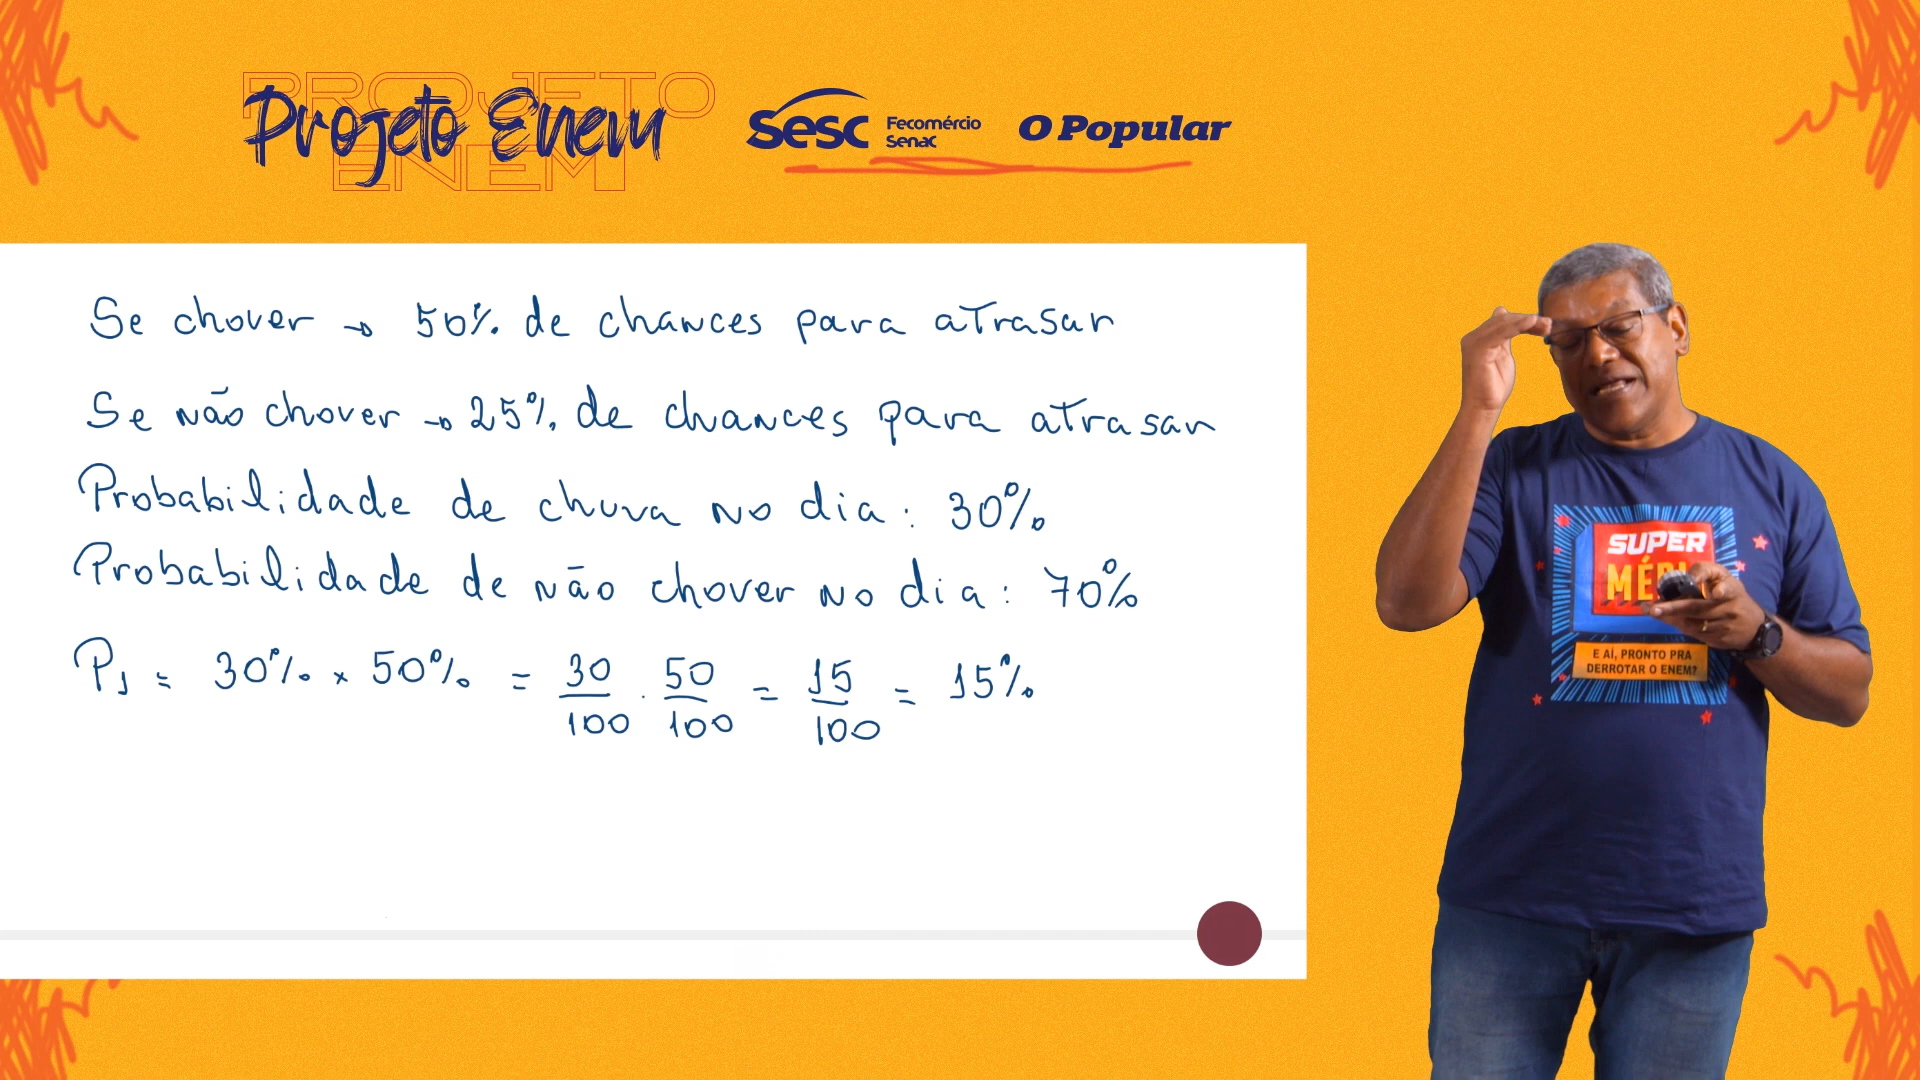 PROJETO
ENEM
Projeto Enem
Sesc
Fecomércio
Senac
O Popular
Se chover → 50% de chances para atrasar
Se não chover → 25% de chances para atrasar
Probabilidade de chuva no dia: 30%
Probabilidade de não chover no dia: 70%
P1 = 30% × 50% = 30/100 · 50/100 = 15/100 = 15%
SUPER
E AÍ, PRONTO PRA
DERROTAR O ENEM?